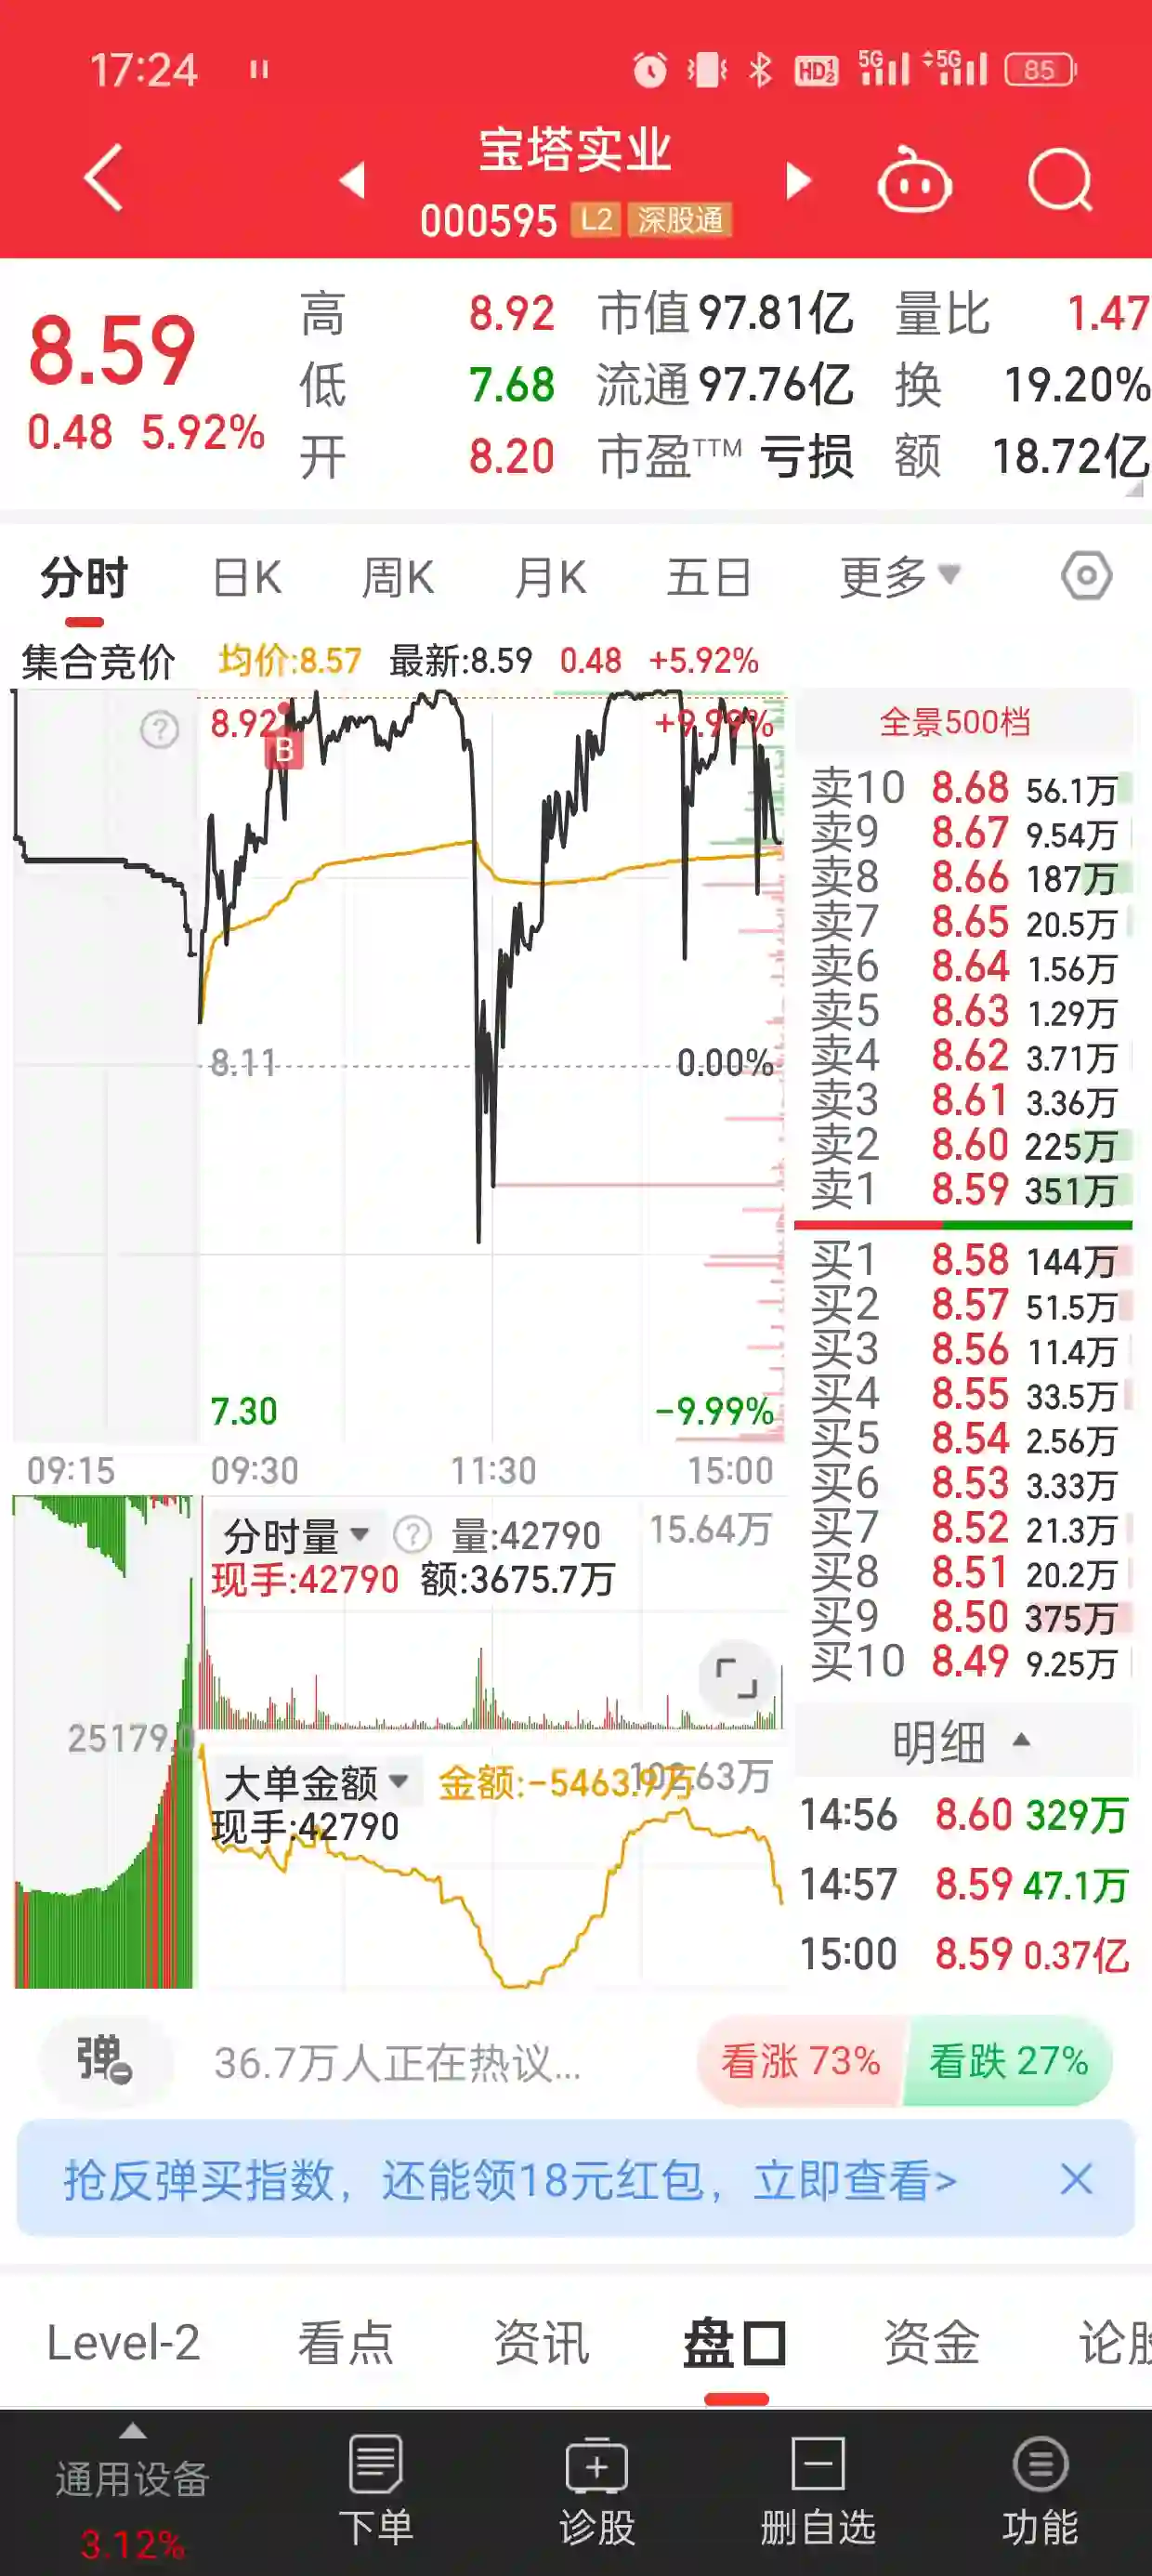 17:24
HD 1 2 5G 5G 85
宝塔实业
000595 L2 深股通
8.59
0.48 5.92%
高 8.92 市值 97.81亿 量比 1.47
低 7.68 流通 97.76亿 换 19.20%
开 8.20 市盈TTM 亏损 额 18.72亿
分时 日K 周K 月K 五日 更多
集合竞价 均价:8.57 最新:8.59 0.48 +5.92%
?
8.92 +9.99%
B
8.11 0.00%
7.30 -9.99%
09:15 09:30 11:30 15:00
分时量 ? 量:42790 15.64万
现手:42790 额:3675.7万
25179.0
大单金额 金额:-5463.9万
现手:42790
全景500档
卖10 8.68 56.1万
卖9 8.67 9.54万
卖8 8.66 187万
卖7 8.65 20.5万
卖6 8.64 1.56万
卖5 8.63 1.29万
卖4 8.62 3.71万
卖3 8.61 3.36万
卖2 8.60 225万
卖1 8.59 351万
买1 8.58 144万
买2 8.57 51.5万
买3 8.56 11.4万
买4 8.55 33.5万
买5 8.54 2.56万
买6 8.53 3.33万
买7 8.52 21.3万
买8 8.51 20.2万
买9 8.50 375万
买10 8.49 9.25万
明细
14:56 8.60 329万
14:57 8.59 47.1万
15:00 8.59 0.37亿
弹 36.7万人正在热议... 看涨 73% 看跌 27%
抢反弹买指数，还能领18元红包，立即查看>
Level-2 看点 资讯 盘口 资金 论股
通用设备
3.12%
下单 诊股 删自选 功能